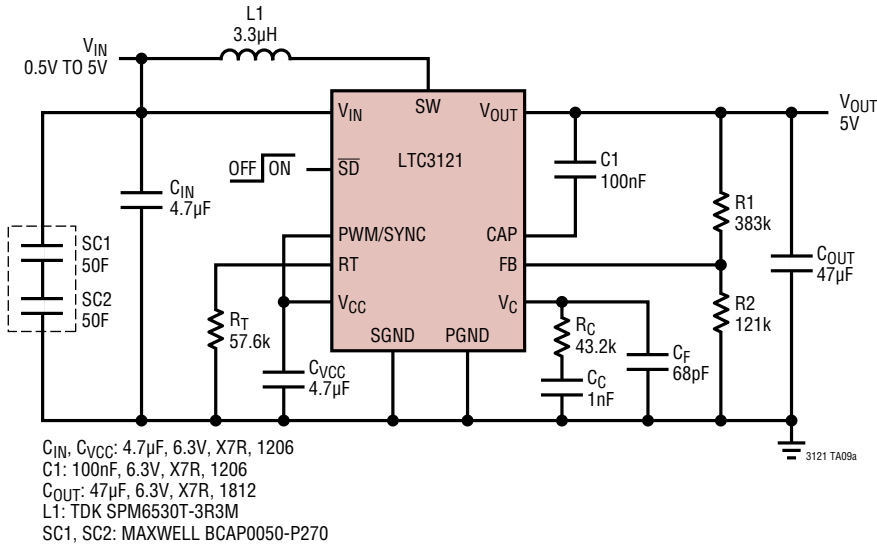 L1
3.3µH
VIN
0.5V TO 5V
VIN
SW
VOUT
VOUT
5V
LTC3121
OFF ON
SD
C1
100nF
CIN
4.7µF
R1
383k
PWM/SYNC
CAP
SC1
50F
RT
FB
COUT
47µF
SC2
50F
VCC
VC
R2
121k
RT
57.6k
RC
43.2k
SGND
PGND
CF
68pF
CVCC
4.7µF
CC
1nF
3121 TA09a
CIN, CVCC: 4.7µF, 6.3V, X7R, 1206
C1: 100nF, 6.3V, X7R, 1206
COUT: 47µF, 6.3V, X7R, 1812
L1: TDK SPM6530T-3R3M
SC1, SC2: MAXWELL BCAP0050-P270